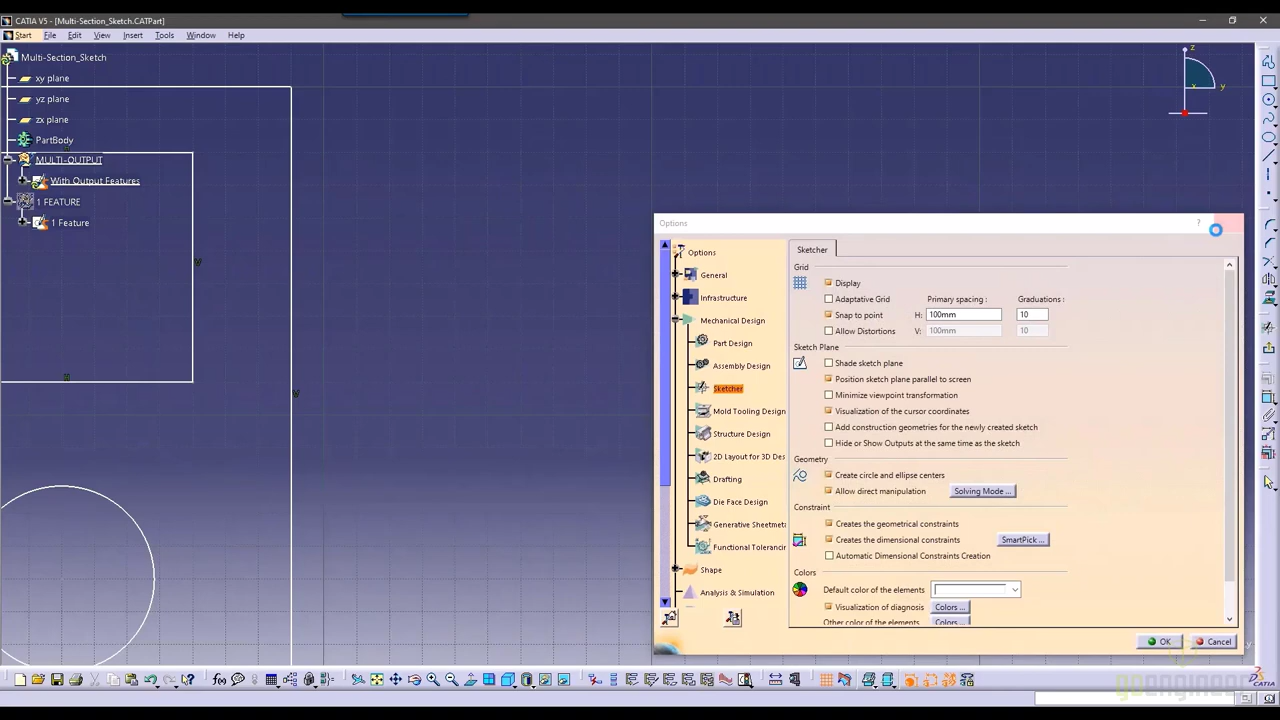 CATIA V5 - [Multi-Section_Sketch.CATPart]
Start File Edit View Insert Tools Window Help
Multi-Section_Sketch
xy plane
yz plane
zx plane
PartBody
MULTI-OUTPUT
With Output Features
1 FEATURE
1 Feature
H
V
H
V
z
y
x
Options ?
Options
General
Infrastructure
Mechanical Design
Part Design
Assembly Design
Sketcher
Mold Tooling Design
Structure Design
2D Layout for 3D Des
Drafting
Die Face Design
Generative Sheetmeta
Functional Tolerancin
Shape
Analysis & Simulation
Sketcher
Grid
Display
Adaptive Grid Primary spacing : Graduations :
Snap to point H: 100mm 10
Allow Distortions V: 100mm 10
Sketch Plane
Shade sketch plane
Position sketch plane parallel to screen
Minimize viewpoint transformation
Visualization of the cursor coordinates
Add construction geometries for the newly created sketch
Hide or Show Outputs at the same time as the sketch
Geometry
Create circle and ellipse centers
Allow direct manipulation Solving Mode ...
Constraint
Creates the geometrical constraints
Creates the dimensional constraints SmartPick ...
Automatic Dimensional Constraints Creation
Colors
Default color of the elements
Visualization of diagnosis Colors ...
Other color of the elements Colors ...
OK Cancel
goengineer
CATIA